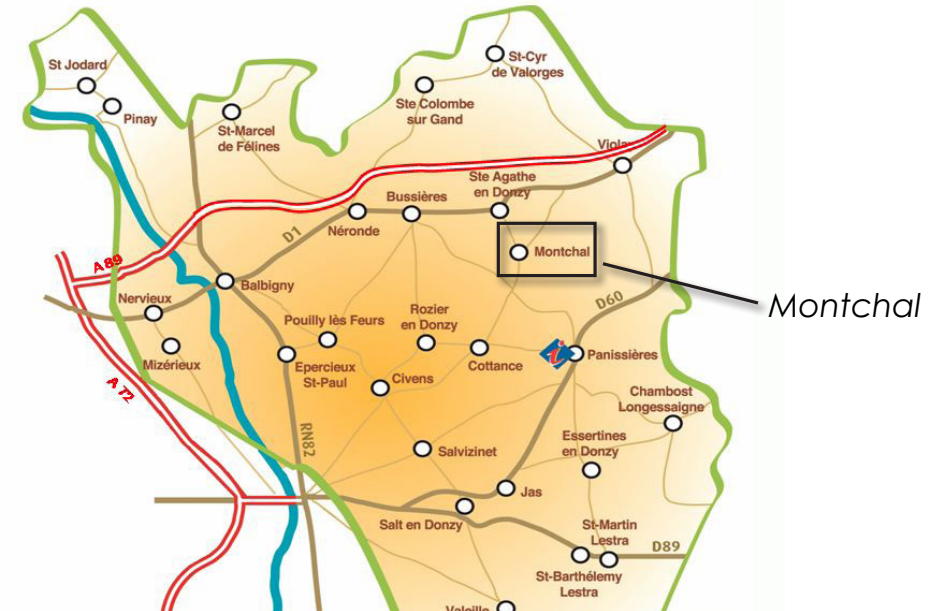 St-Cyr
de Valorges
St Jodard
Ste Colombe
sur Gand
Pinay
St-Marcel
de Félines
Ste Agathe
en Donzy
Bussières
Néronde
D1
Montchal
A 89
Balbigny
Nervieux
D60
Montchal
Pouilly lès Feurs
Rozier
en Donzy
Mizérieux
Epercieux
St-Paul
Cottance
i
Panissières
A 72
Civens
Chambost
Longessaigne
RN82
Salvizinet
Essertines
en Donzy
Jas
Salt en Donzy
St-Martin
Lestra
D89
St-Barthélemy
Lestra